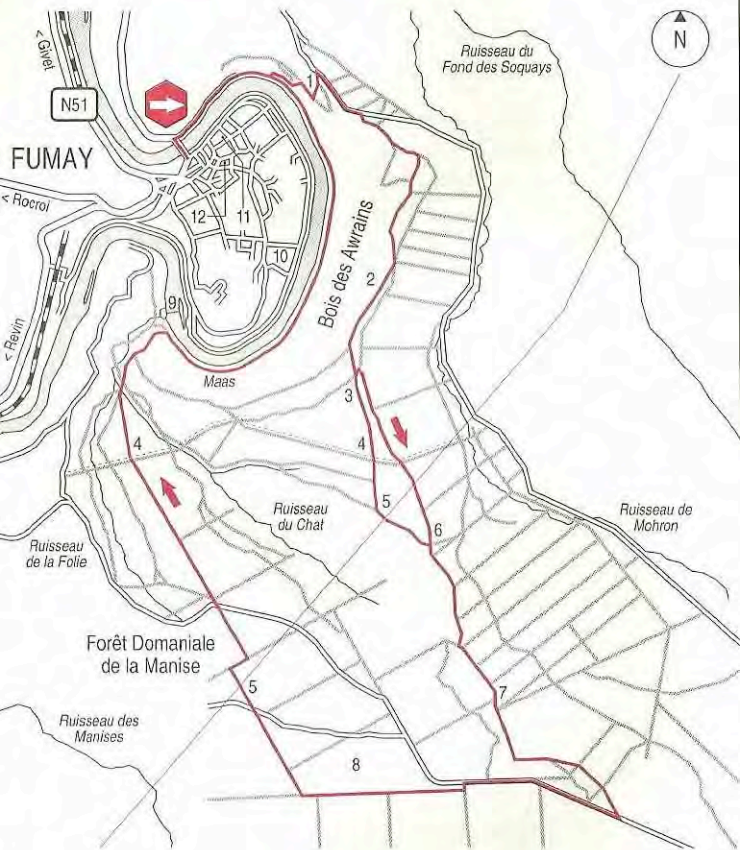 < Givet
N
Ruisseau du
Fond des Soquays
N51
1
FUMAY
< Rocroi
12
11
10
Bois des Awrains
2
9
< Revin
Maas
3
4
4
5
Ruisseau
du Chat
6
Ruisseau de
Mohron
Ruisseau
de la Folie
Forêt Domaniale
de la Manise
5
7
Ruisseau des
Manises
8